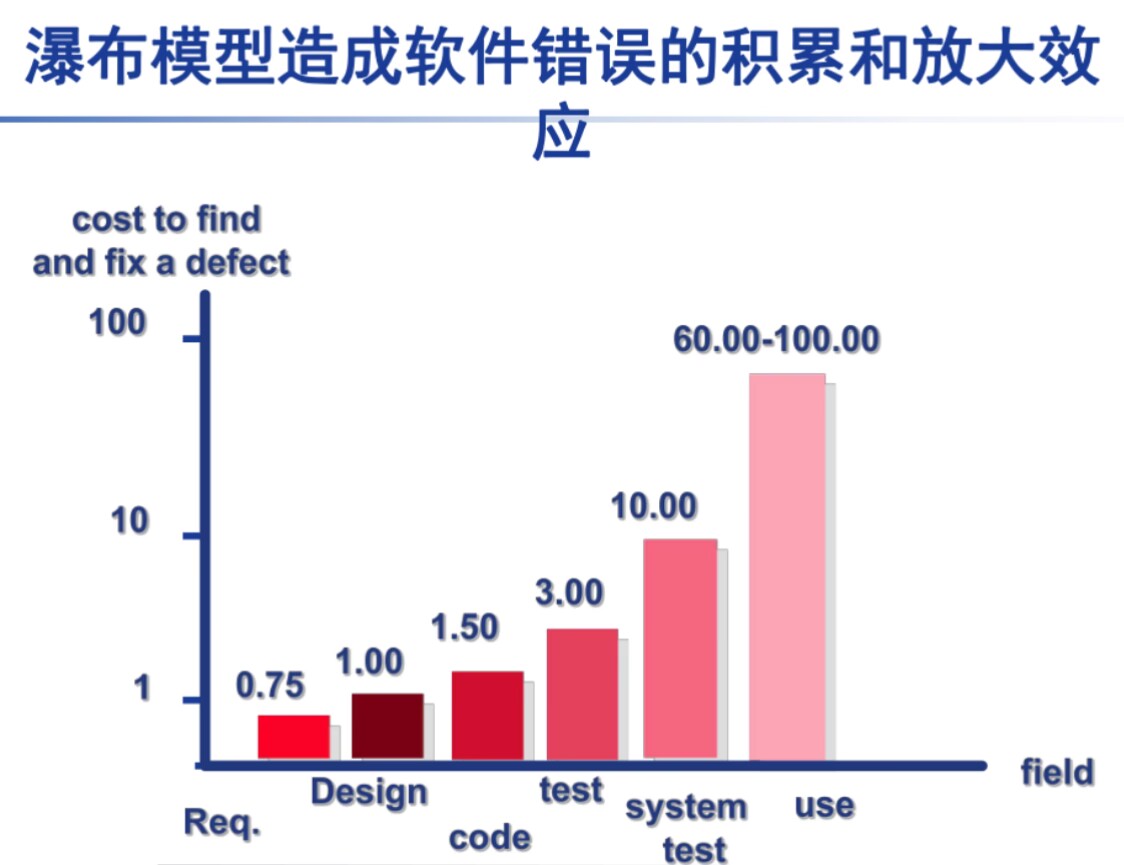 瀑布模型造成软件错误的积累和放大效
应
cost to find
and fix a defect
100
60.00-100.00
10
10.00
3.00
1.50
1.00
0.75
1
field
Req.
Design
code
test
system
test
use